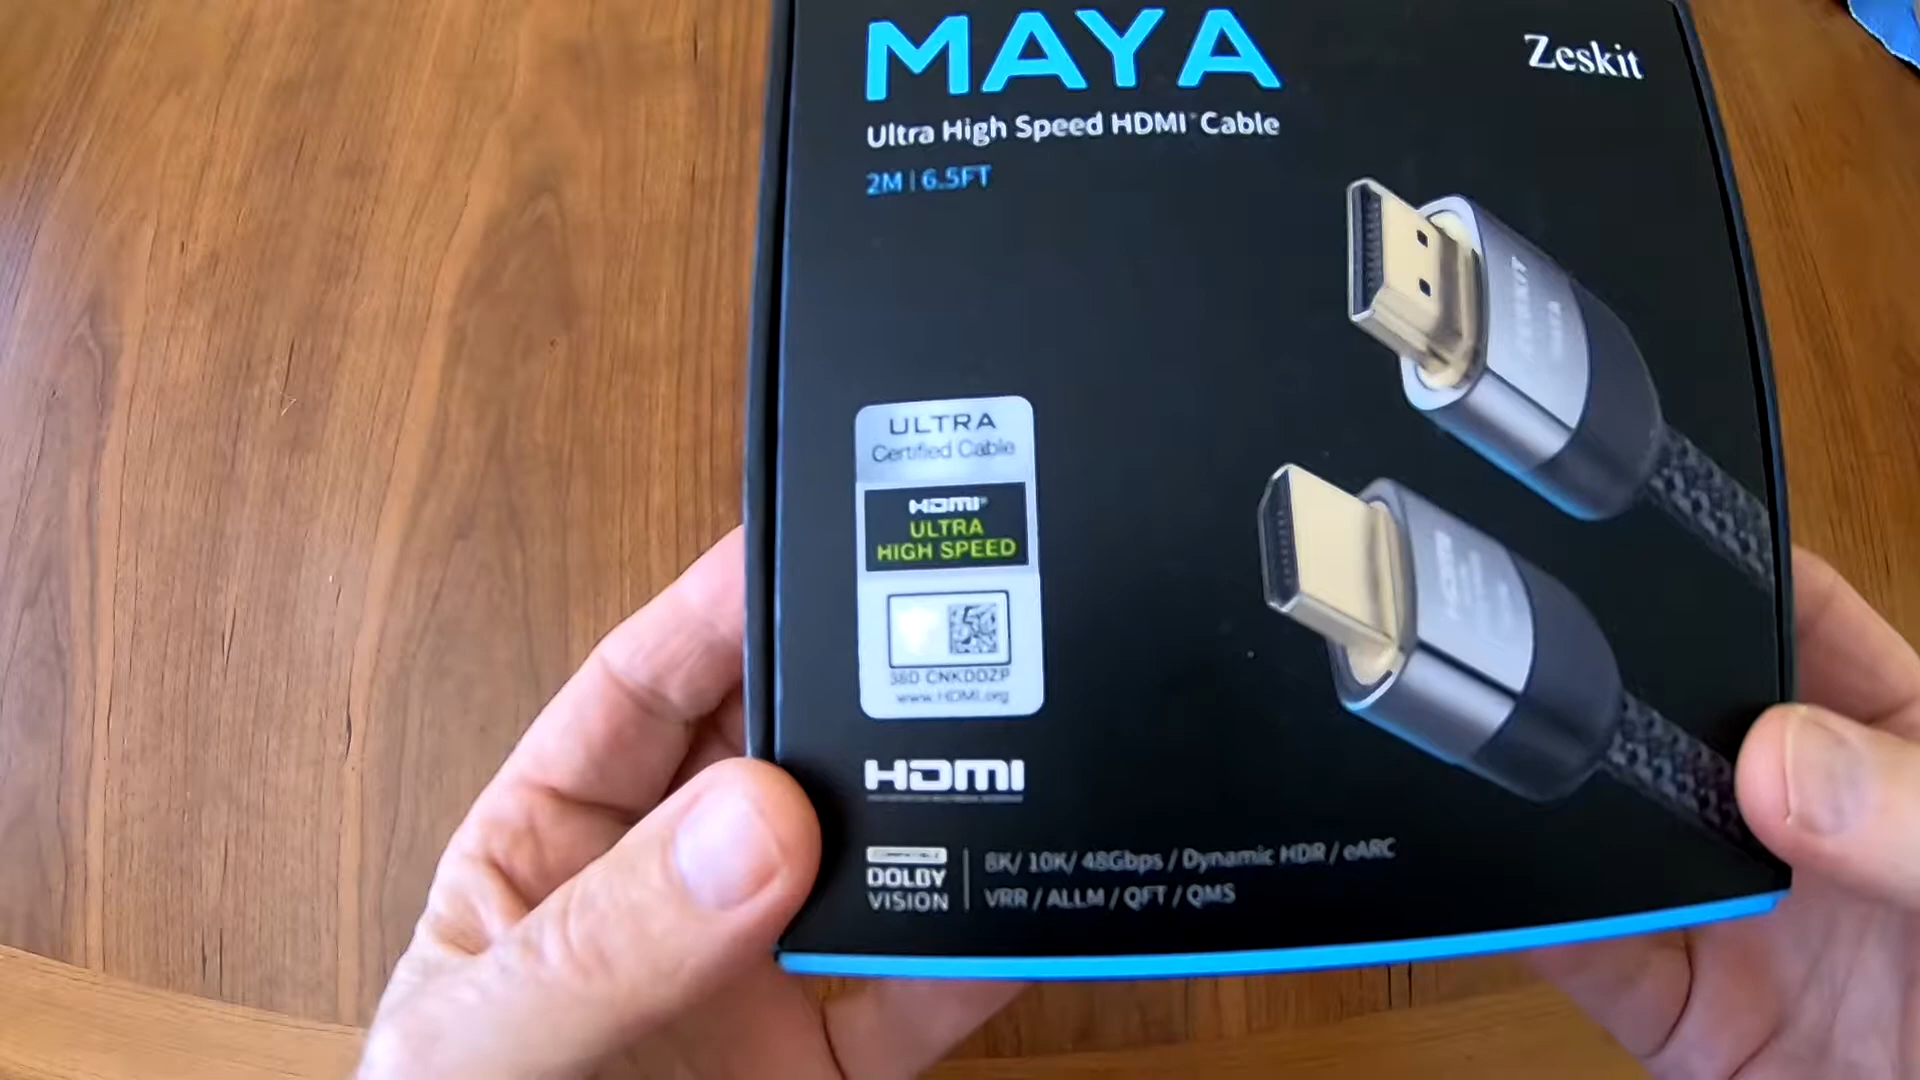 MAYA
Zeskit
Ultra High Speed HDMI Cable
2M | 6.5FT
ULTRA
Certified Cable
HDMI®
ULTRA
HIGH SPEED
www.HDMI.org
HDMI
DOLBY
VISION
8K/ 10K/ 48Gbps / Dynamic HDR / eARC
VRR / ALLM / QFT / QMS